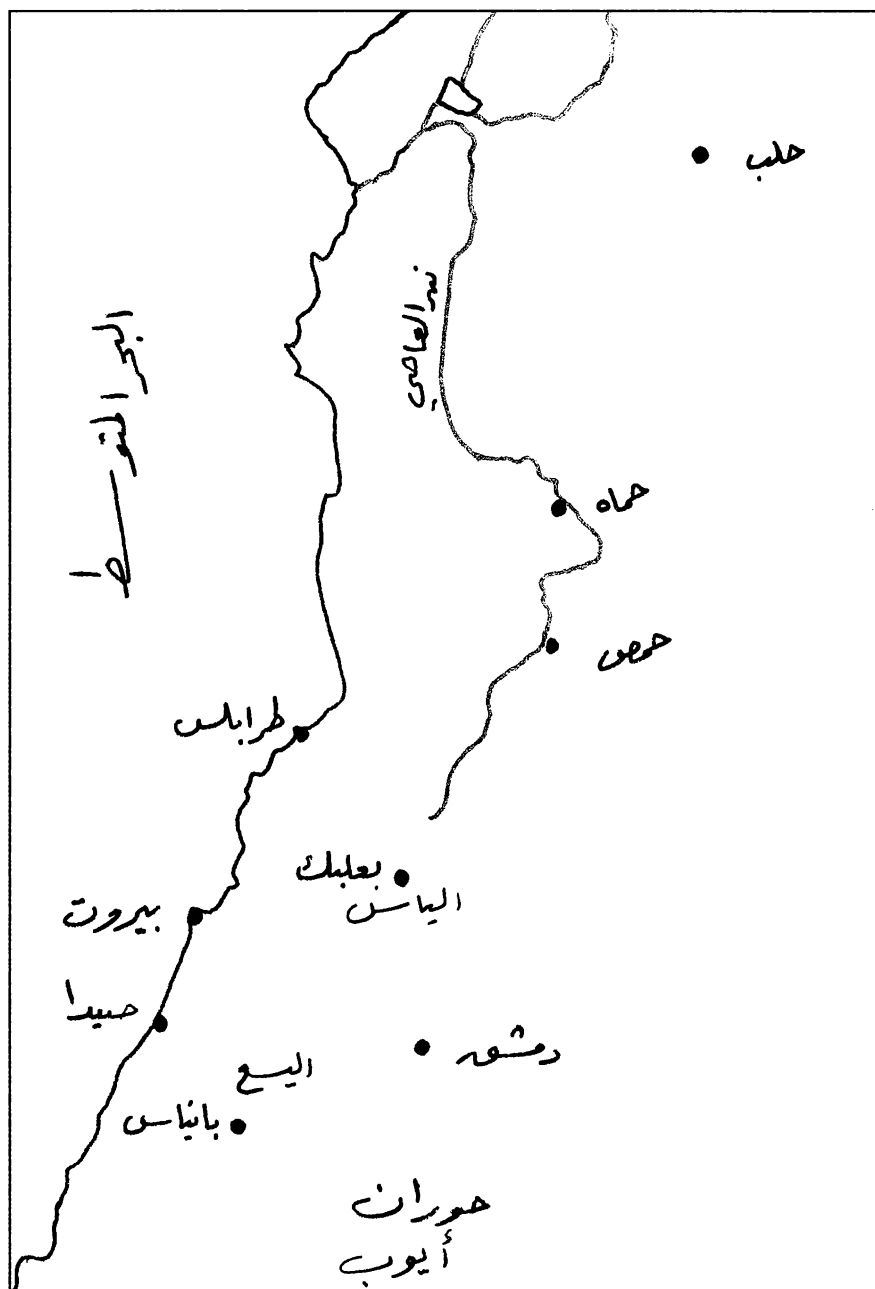 حلب
نهر العاصي
البحر المتوسط
حماه
حمص
طرابلس
بعلبك
الياس
بيروت
صيدا
دمشق
اليسع
بانياس
حوران
أيوب